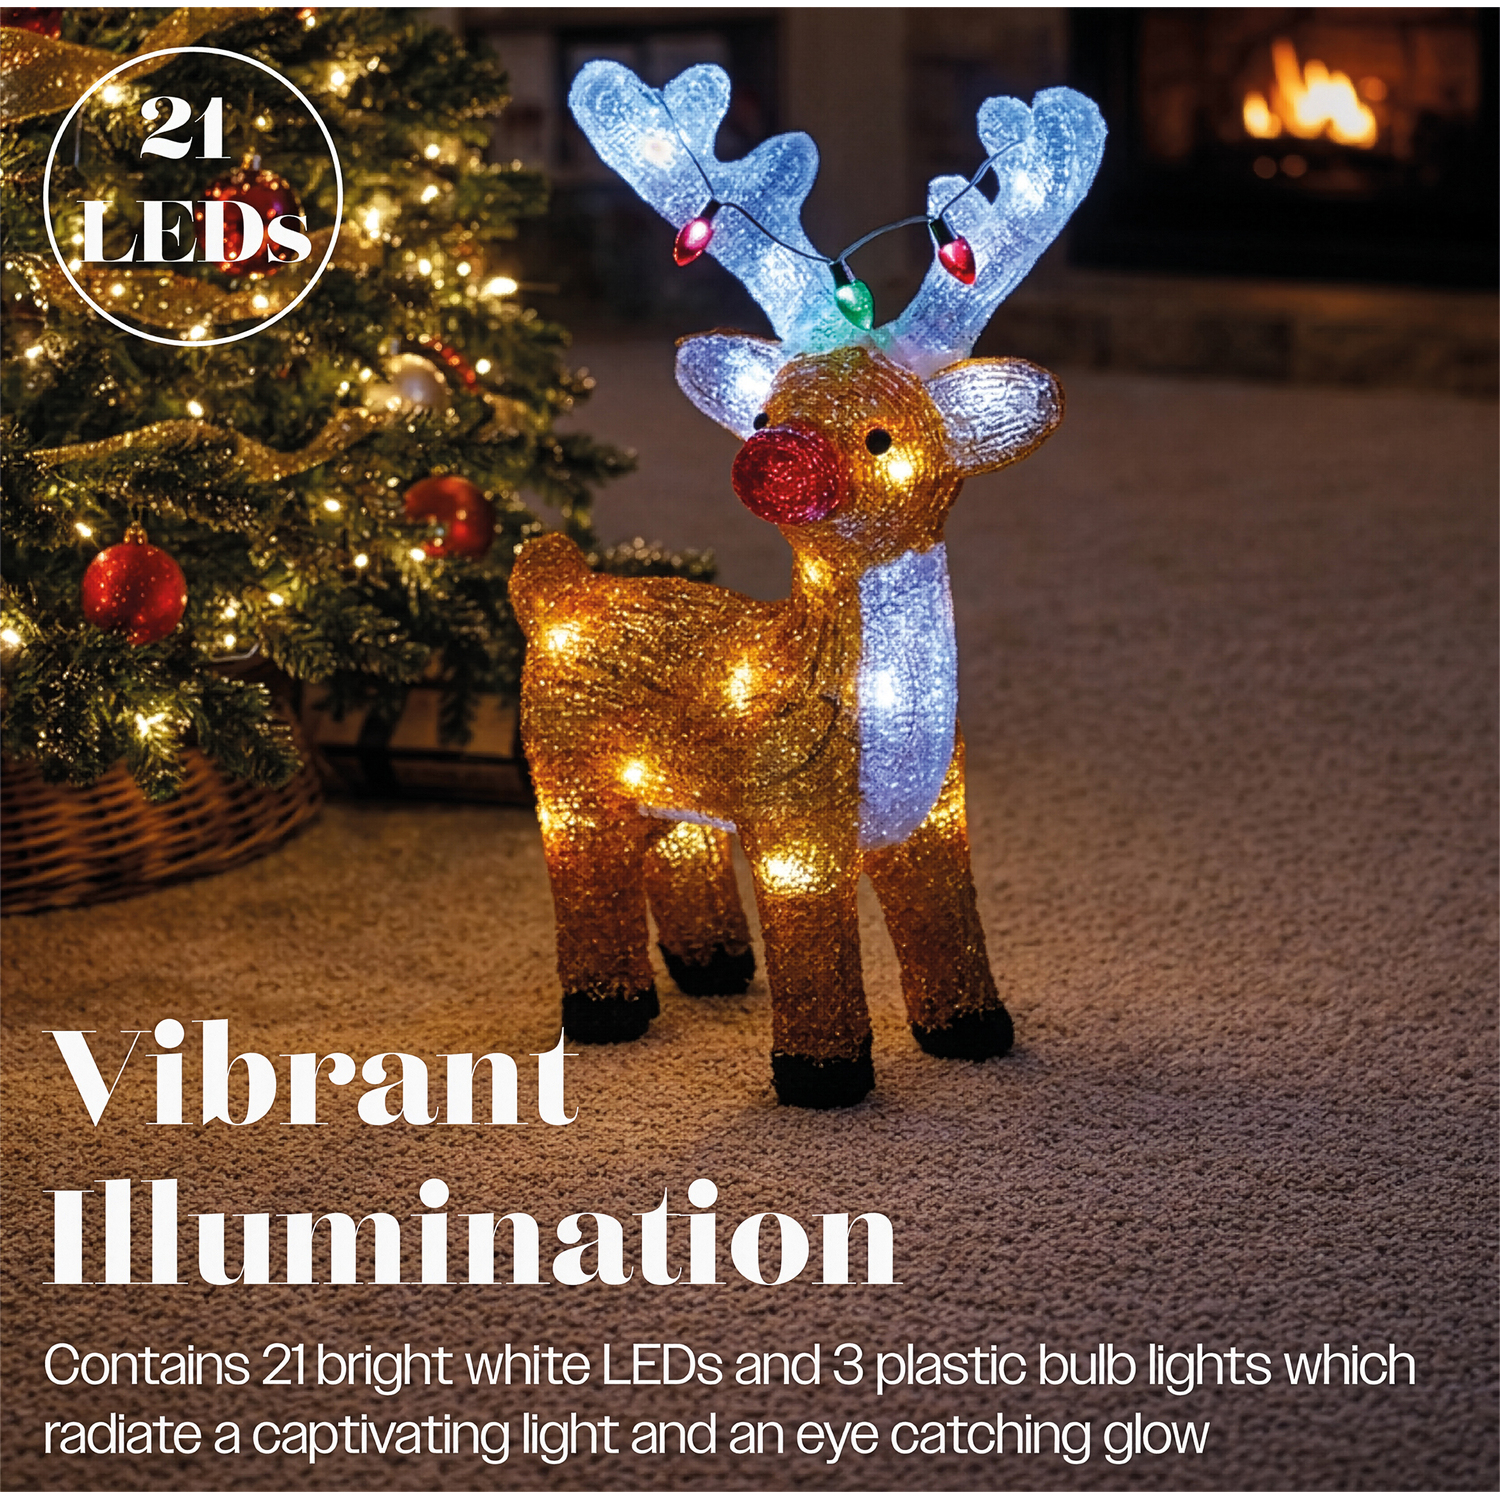 21
LEDs
Vibrant
Illumination
Contains 21 bright white LEDs and 3 plastic bulb lights which
radiate a captivating light and an eye catching glow